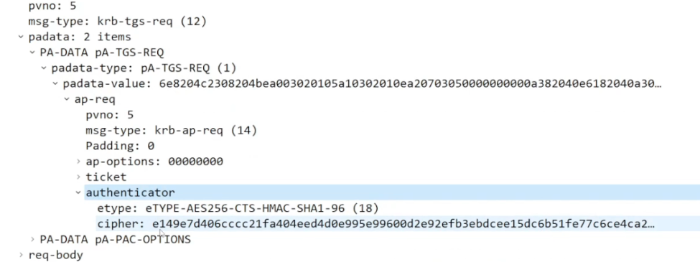 pvno: 5
msg-type: krb-tgs-req (12)
padata: 2 items
PA-DATA pA-TGS-REQ
padata-type: pA-TGS-REQ (1)
padata-value: 6e8204c2308204bea003020105a10302010ea20703050000000000a382040e6182040a30…
ap-req
pvno: 5
msg-type: krb-ap-req (14)
Padding: 0
ap-options: 00000000
ticket
authenticator
etype: eTYPE-AES256-CTS-HMAC-SHA1-96 (18)
cipher: e149e7d406cccc21fa404eed4d0e995e99600d2e92efb3ebdcee15dc6b51fe77c6ce4ca2…
PA-DATA pA-PAC-OPTIONS
req-body